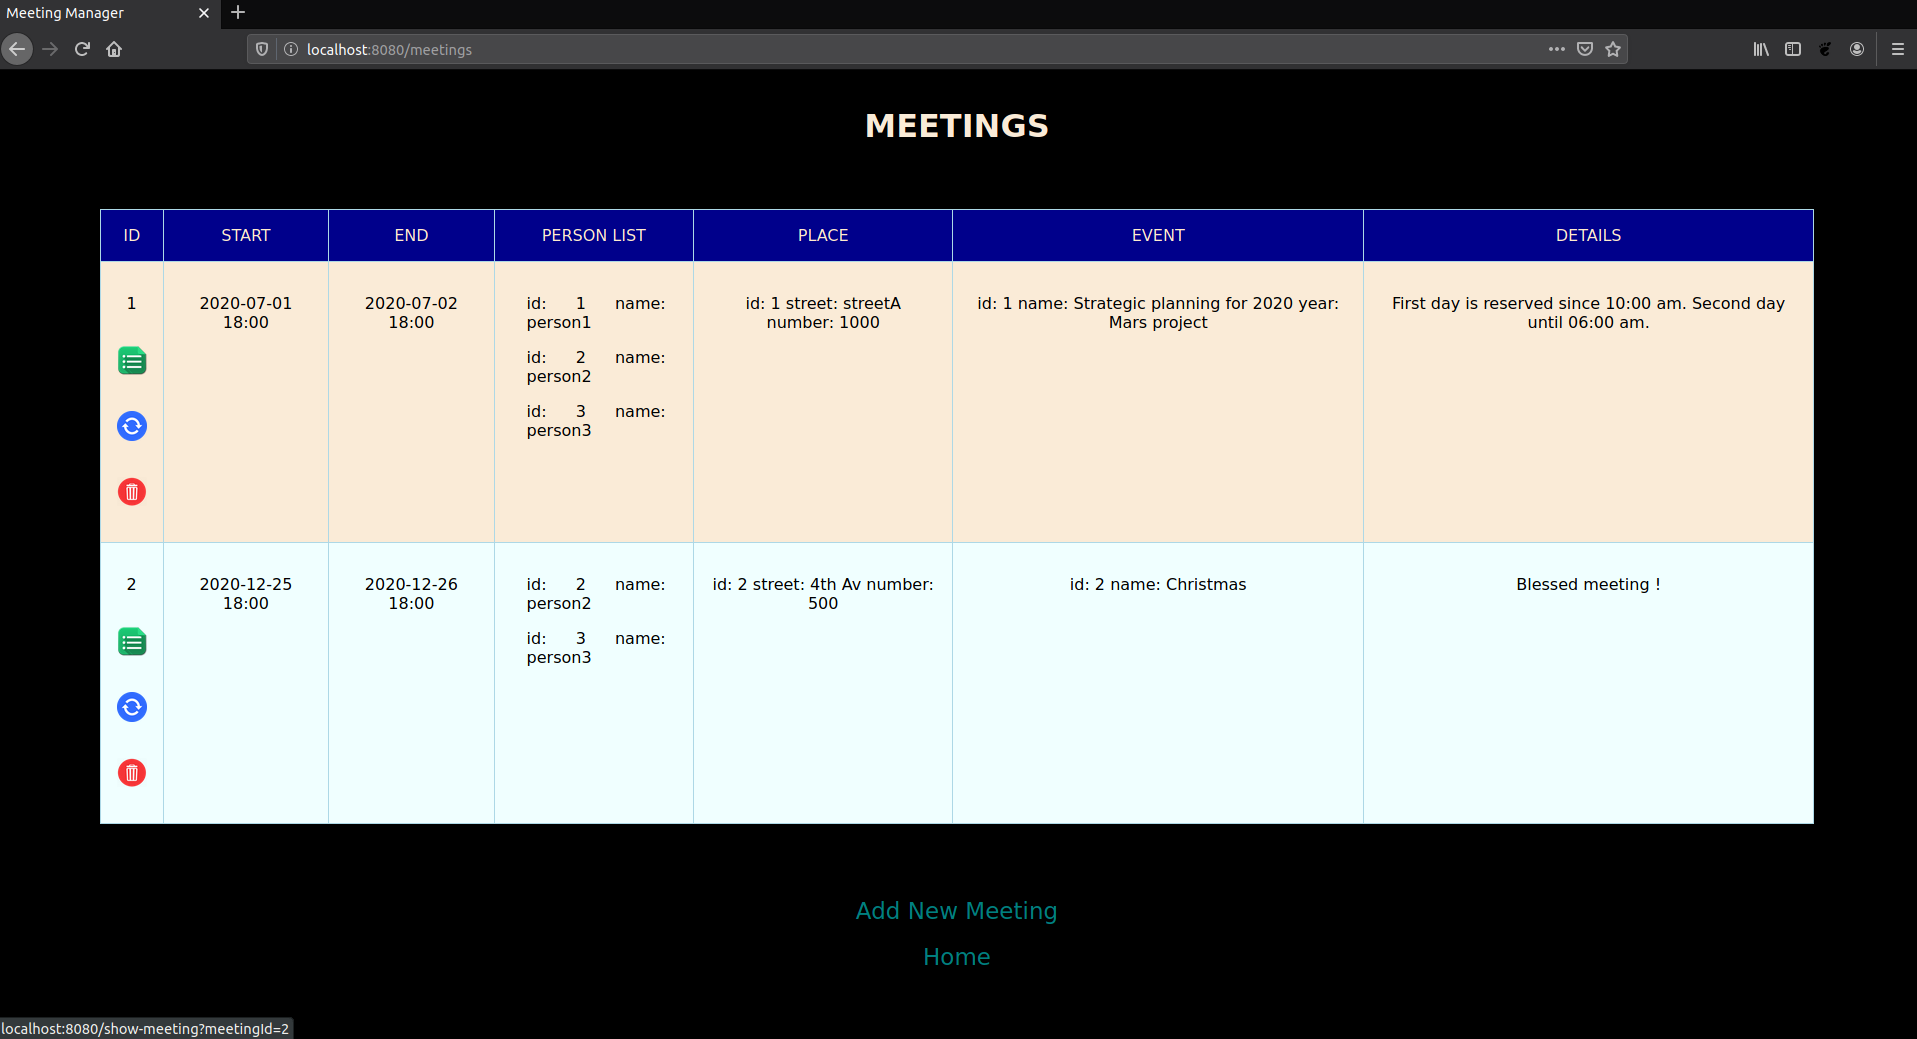 Meeting Manager
localhost:8080/meetings
MEETINGS
ID START END PERSON LIST PLACE EVENT DETAILS
1
2020-07-01
18:00
2020-07-02
18:00
id: 1 name:
person1
id: 2 name:
person2
id: 3 name:
person3
id: 1 street: streetA
number: 1000
id: 1 name: Strategic planning for 2020 year:
Mars project
First day is reserved since 10:00 am. Second day
until 06:00 am.
2
2020-12-25
18:00
2020-12-26
18:00
id: 2 name:
person2
id: 3 name:
person3
id: 2 street: 4th Av number:
500
id: 2 name: Christmas
Blessed meeting !
Add New Meeting
Home
localhost:8080/show-meeting?meetingId=2